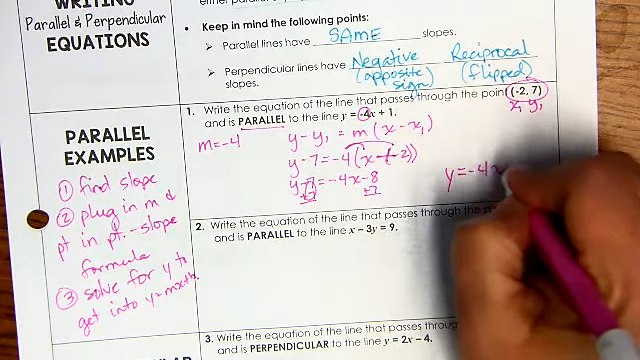 WRITING
Parallel & Perpendicular
EQUATIONS
• Keep in mind the following points:
➢ Parallel lines have SAME slopes.
➢ Perpendicular lines have Negative (opposite sign) Reciprocal (flipped)
slopes.
1. Write the equation of the line that passes through the point (-2, 7)
and is PARALLEL to the line y = -4x + 1.
x₁ y₁
PARALLEL
EXAMPLES
① find slope
② plug in m &
pt in pt.-slope
formula
③ solve for y to
get into y=mx+b.
m=-4
y-y₁ = m(x-x₁)
y-7=-4(x--2))
y-7=-4x-8
+7 +7
y=-4x
2. Write the equation of the line that passes through the
and is PARALLEL to the line x - 3y = 9.
3. Write the equation of the line that passes th
and is PERPENDICULAR to the line y = 2x - 4.